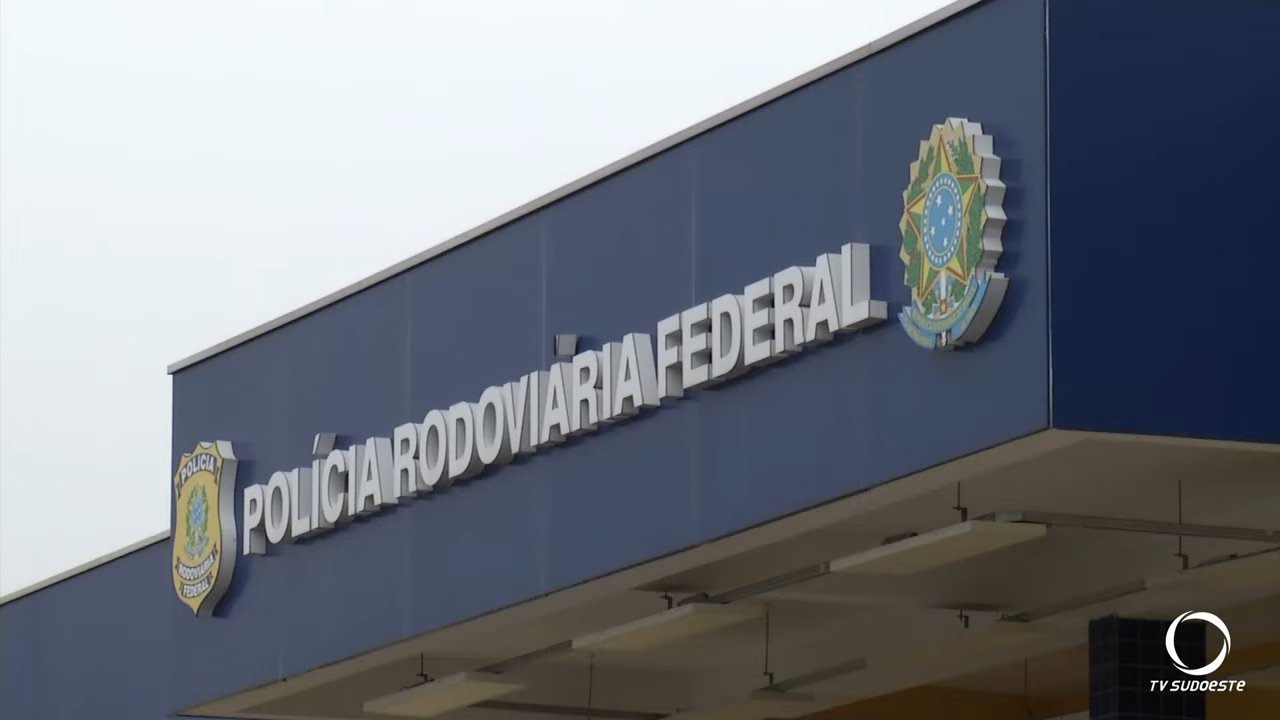 POLÍCIA RODOVIÁRIA FEDERAL
POLÍCIA
RODOVIÁRIA
FEDERAL
TV SUDOESTE